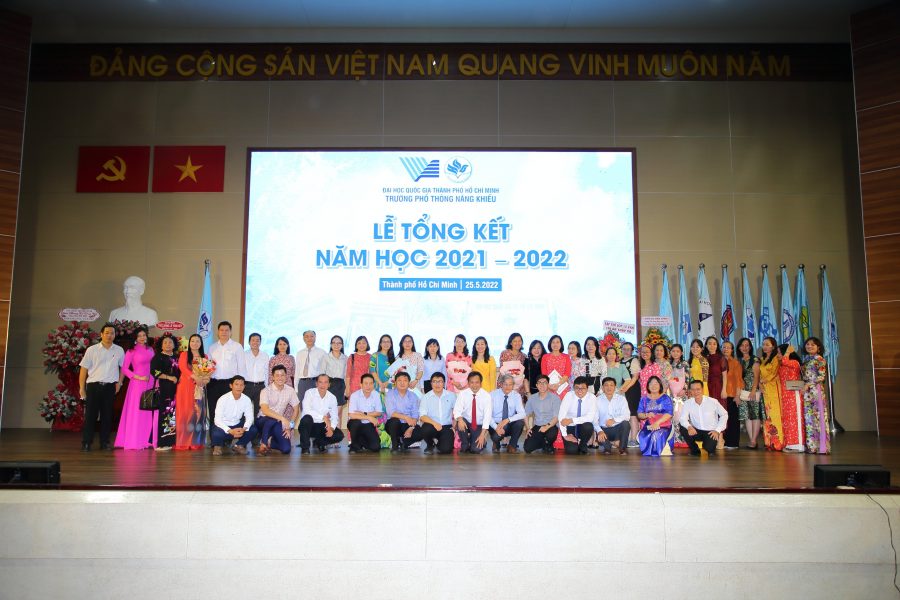 ĐẢNG CỘNG SẢN VIỆT NAM QUANG VINH MUÔN NĂM
ĐẠI HỌC QUỐC GIA THÀNH PHỐ HỒ CHÍ MINH
TRƯỜNG PHỔ THÔNG NĂNG KHIẾU
LỄ TỔNG KẾT
NĂM HỌC 2021 – 2022
Thành phố Hồ Chí Minh | 25.5.2022